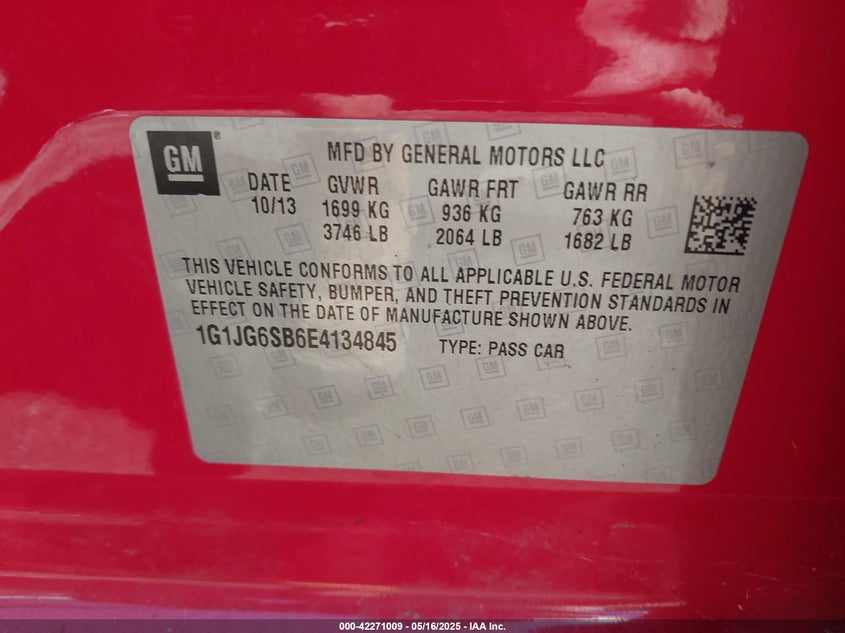 GM ® MFD BY GENERAL MOTORS LLC
DATE GVWR GAWR FRT GAWR RR
10/13 1699 KG 936 KG 763 KG
3746 LB 2064 LB 1682 LB
THIS VEHICLE CONFORMS TO ALL APPLICABLE U.S. FEDERAL MOTOR
VEHICLE SAFETY, BUMPER, AND THEFT PREVENTION STANDARDS IN
EFFECT ON THE DATE OF MANUFACTURE SHOWN ABOVE.
1G1JG6SB6E4134845 TYPE: PASS CAR
000-42271009 - 05/16/2025 - IAA Inc.